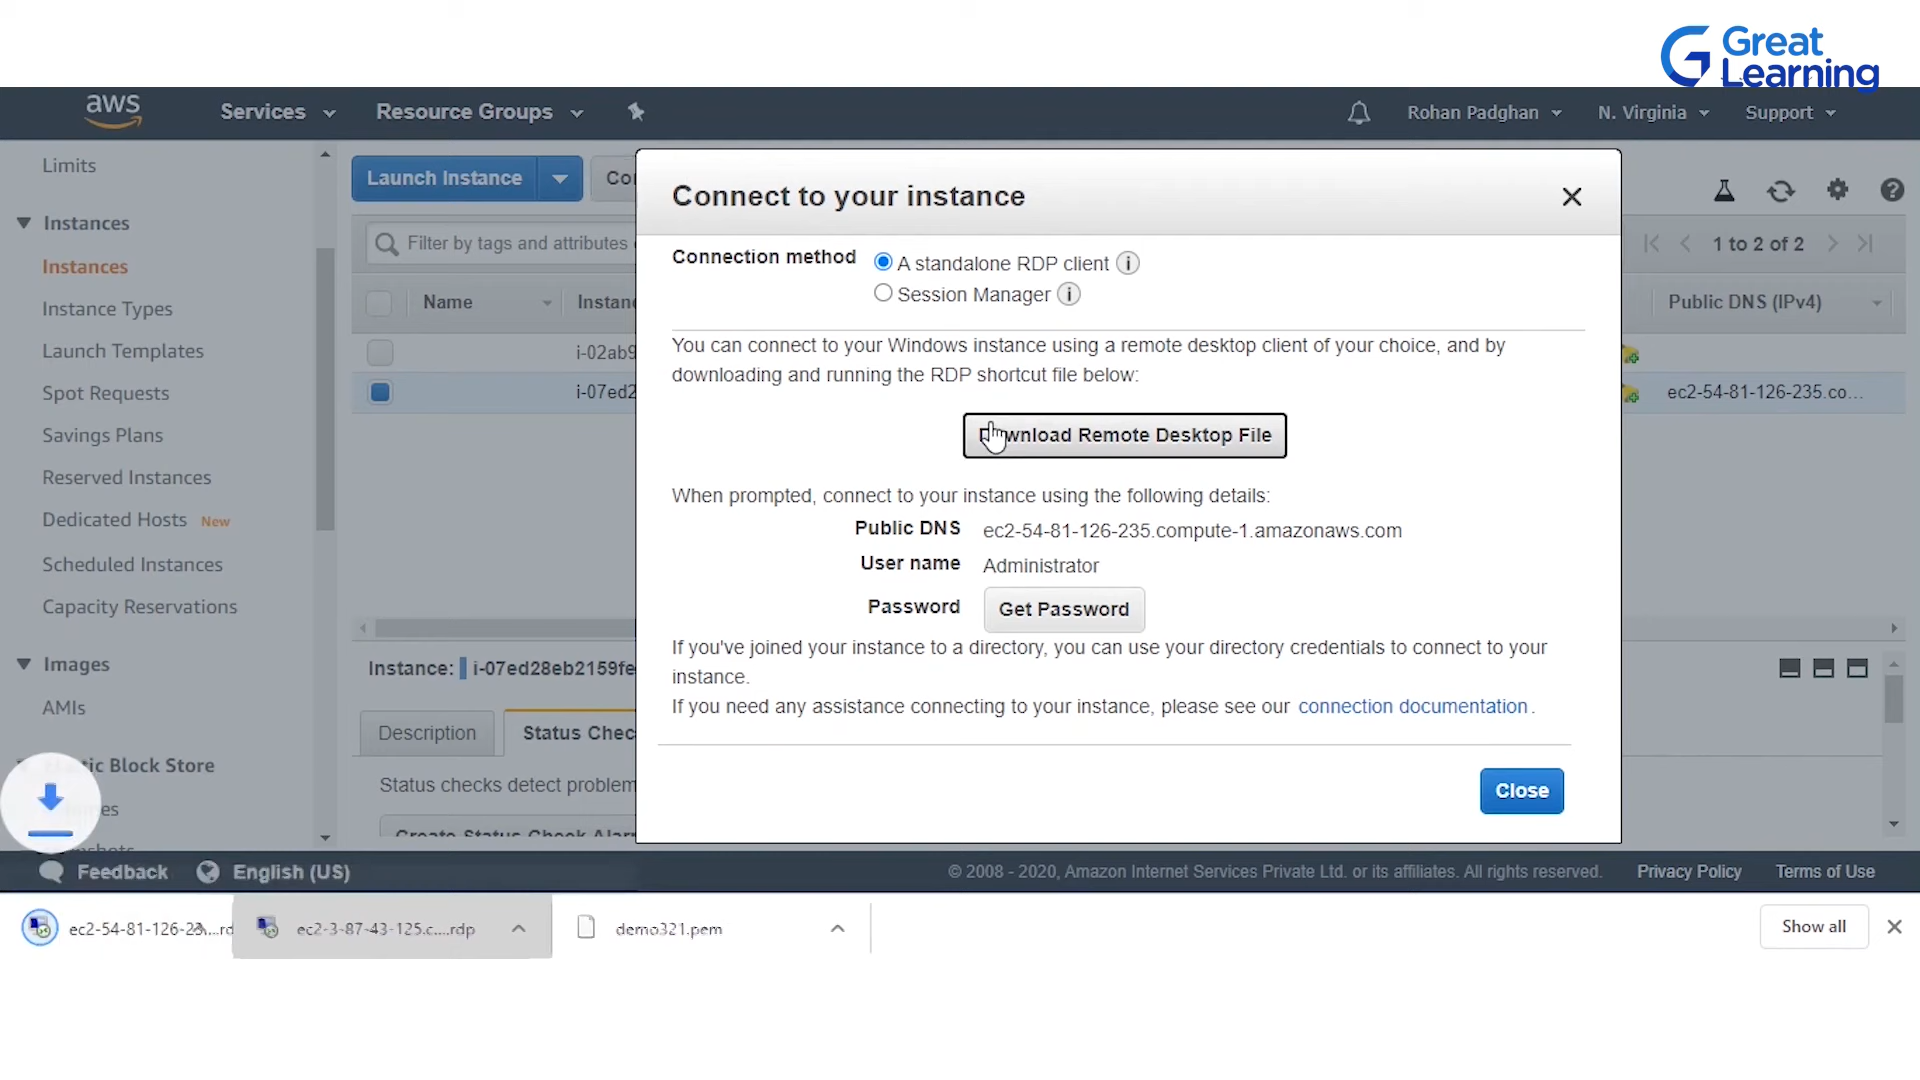 Great
Learning
aws
Services
Resource Groups
Rohan Padghan
N. Virginia
Support
Limits
Instances
Instances
Instance Types
Launch Templates
Spot Requests
Savings Plans
Reserved Instances
Dedicated Hosts New
Scheduled Instances
Capacity Reservations
Images
AMIs
Block Store
Launch Instance
Filter by tags and attributes
Name
1 to 2 of 2
Public DNS (IPv4)
i-02ab9
i-07ed2
ec2-54-81-126-235.co...
Instance: i-07ed28eb2159fe
Description
Status Chec
Status checks detect problem
Create Status Check Alar
Connect to your instance
Connection method
A standalone RDP client
Session Manager
You can connect to your Windows instance using a remote desktop client of your choice, and by
downloading and running the RDP shortcut file below:
Download Remote Desktop File
When prompted, connect to your instance using the following details:
Public DNS ec2-54-81-126-235.compute-1.amazonaws.com
User name Administrator
Password Get Password
If you've joined your instance to a directory, you can use your directory credentials to connect to your
instance.
If you need any assistance connecting to your instance, please see our connection documentation.
Close
Feedback
English (US)
© 2008 - 2020, Amazon Internet Services Private Ltd. or its affiliates. All rights reserved.
Privacy Policy
Terms of Use
ec2-3-87-43-125.c....rdp
demo321.pem
Show all